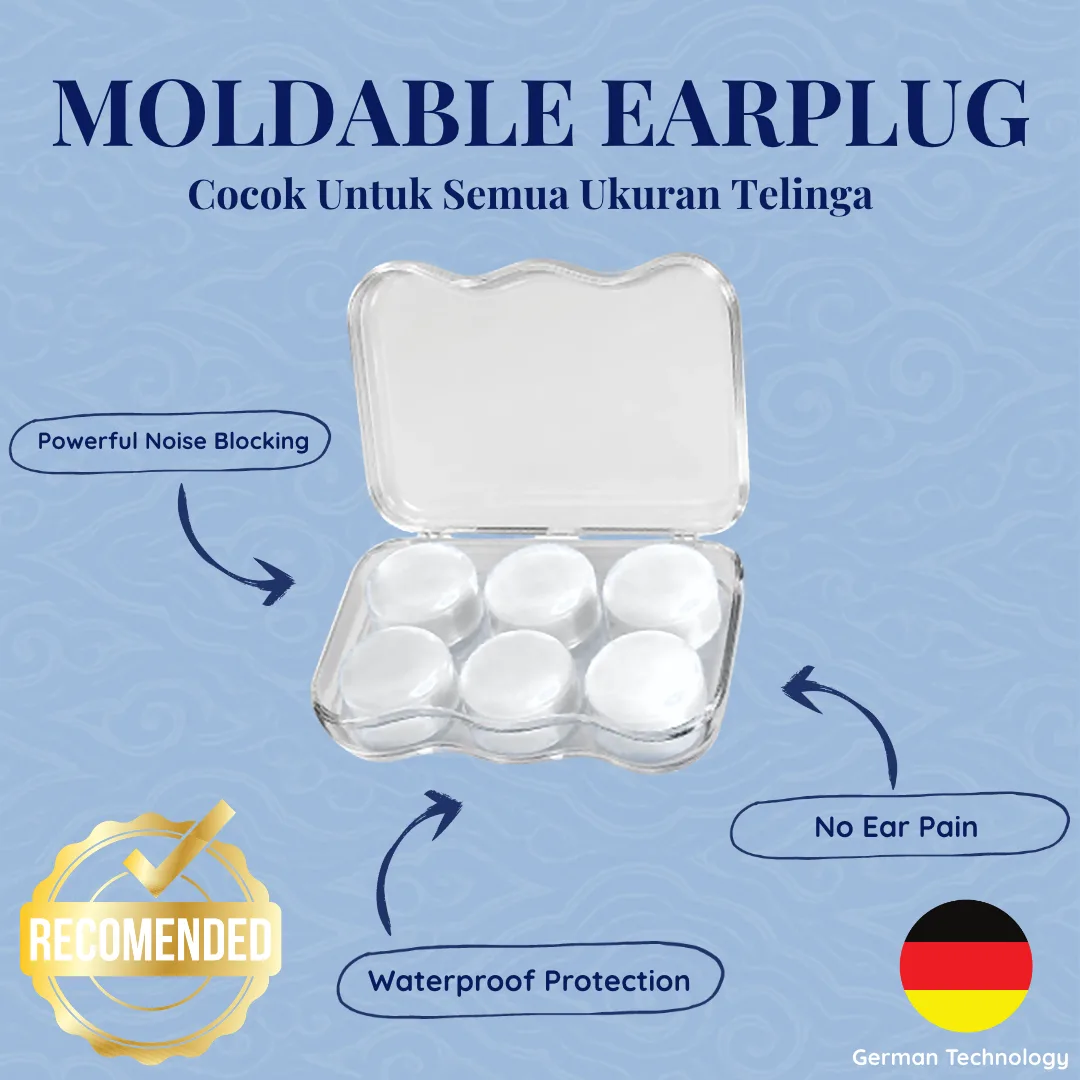 MOLDABLE EARPLUG
Cocok Untuk Semua Ukuran Telinga
Powerful Noise Blocking
No Ear Pain
RECOMENDED
Waterproof Protection
German Technology